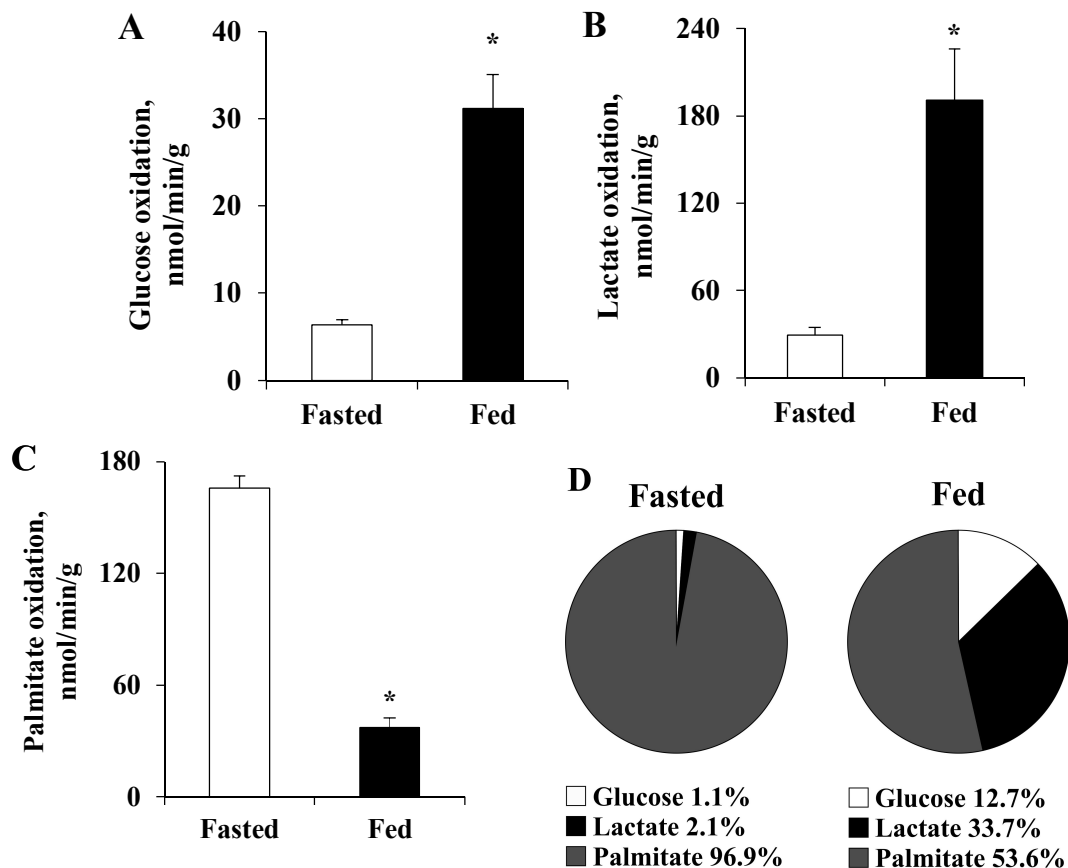 A
Glucose oxidation,
nmol/min/g
40
30
20
10
0
*
Fasted
Fed
B
Lactate oxidation,
nmol/min/g
240
180
120
60
0
*
Fasted
Fed
C
Palmitate oxidation,
nmol/min/g
180
120
60
0
*
Fasted
Fed
D
Fasted
Glucose 1.1%
Lactate 2.1%
Palmitate 96.9%
Fed
Glucose 12.7%
Lactate 33.7%
Palmitate 53.6%